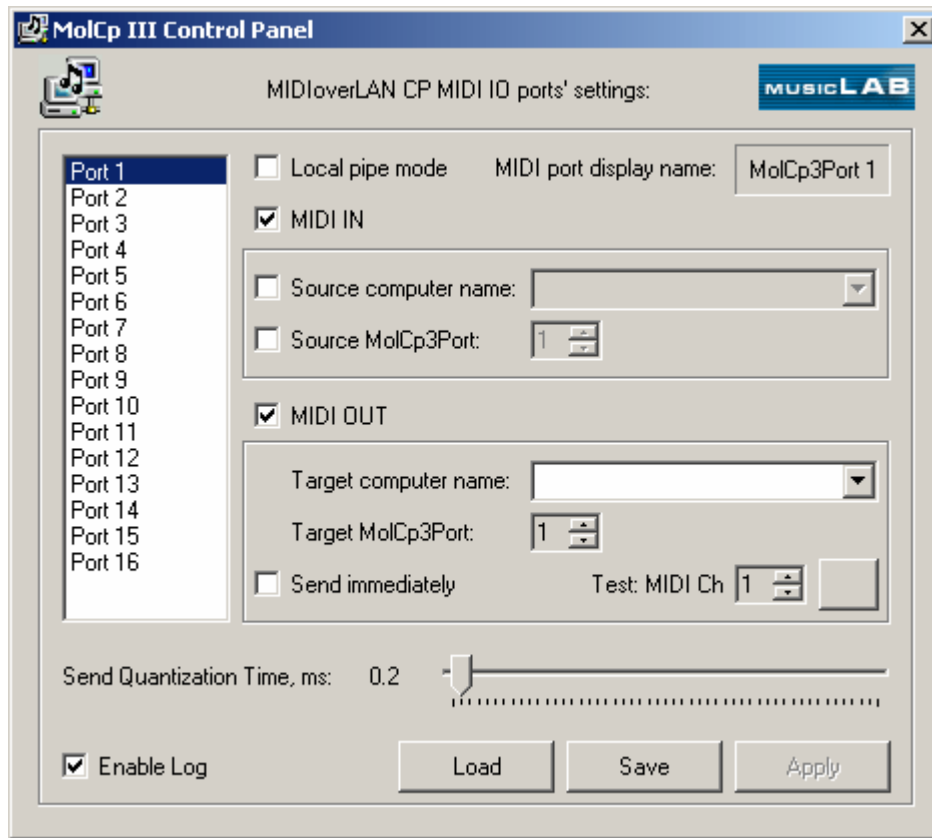 MolCp III Control Panel
MIDIoverLAN CP MIDI IO ports' settings:
MUSICLAB
Port 1
Port 2
Port 3
Port 4
Port 5
Port 6
Port 7
Port 8
Port 9
Port 10
Port 11
Port 12
Port 13
Port 14
Port 15
Port 16
Local pipe mode
MIDI port display name:
MolCp3Port 1
MIDI IN
Source computer name:
Source MolCp3Port:
1
MIDI OUT
Target computer name:
Target MolCp3Port:
1
Send immediately
Test: MIDI Ch
1
Send Quantization Time, ms:
0.2
Enable Log
Load
Save
Apply